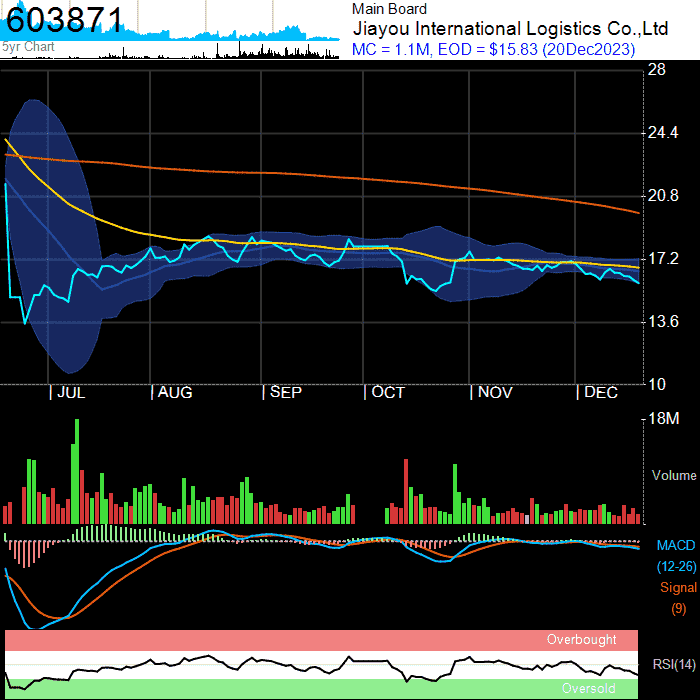 603871
5yr Chart
Main Board
Jiayou International Logistics Co.,Ltd
MC = 1.1M, EOD = $15.83 (20Dec2023)
28
24.4
20.8
17.2
13.6
10
| JUL | AUG | SEP | OCT | NOV | DEC
18M
Volume
MACD
(12-26)
Signal
(9)
Overbought
RSI(14)
Oversold